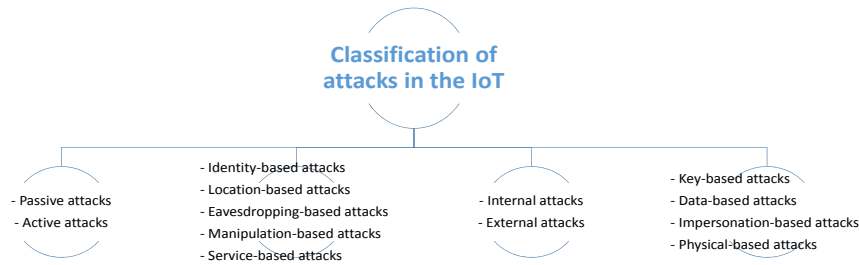 Classification of
attacks in the IoT
- Passive attacks
- Active attacks
- Identity-based attacks
- Location-based attacks
- Eavesdropping-based attacks
- Manipulation-based attacks
- Service-based attacks
- Internal attacks
- External attacks
- Key-based attacks
- Data-based attacks
- Impersonation-based attacks
- Physical-based attacks